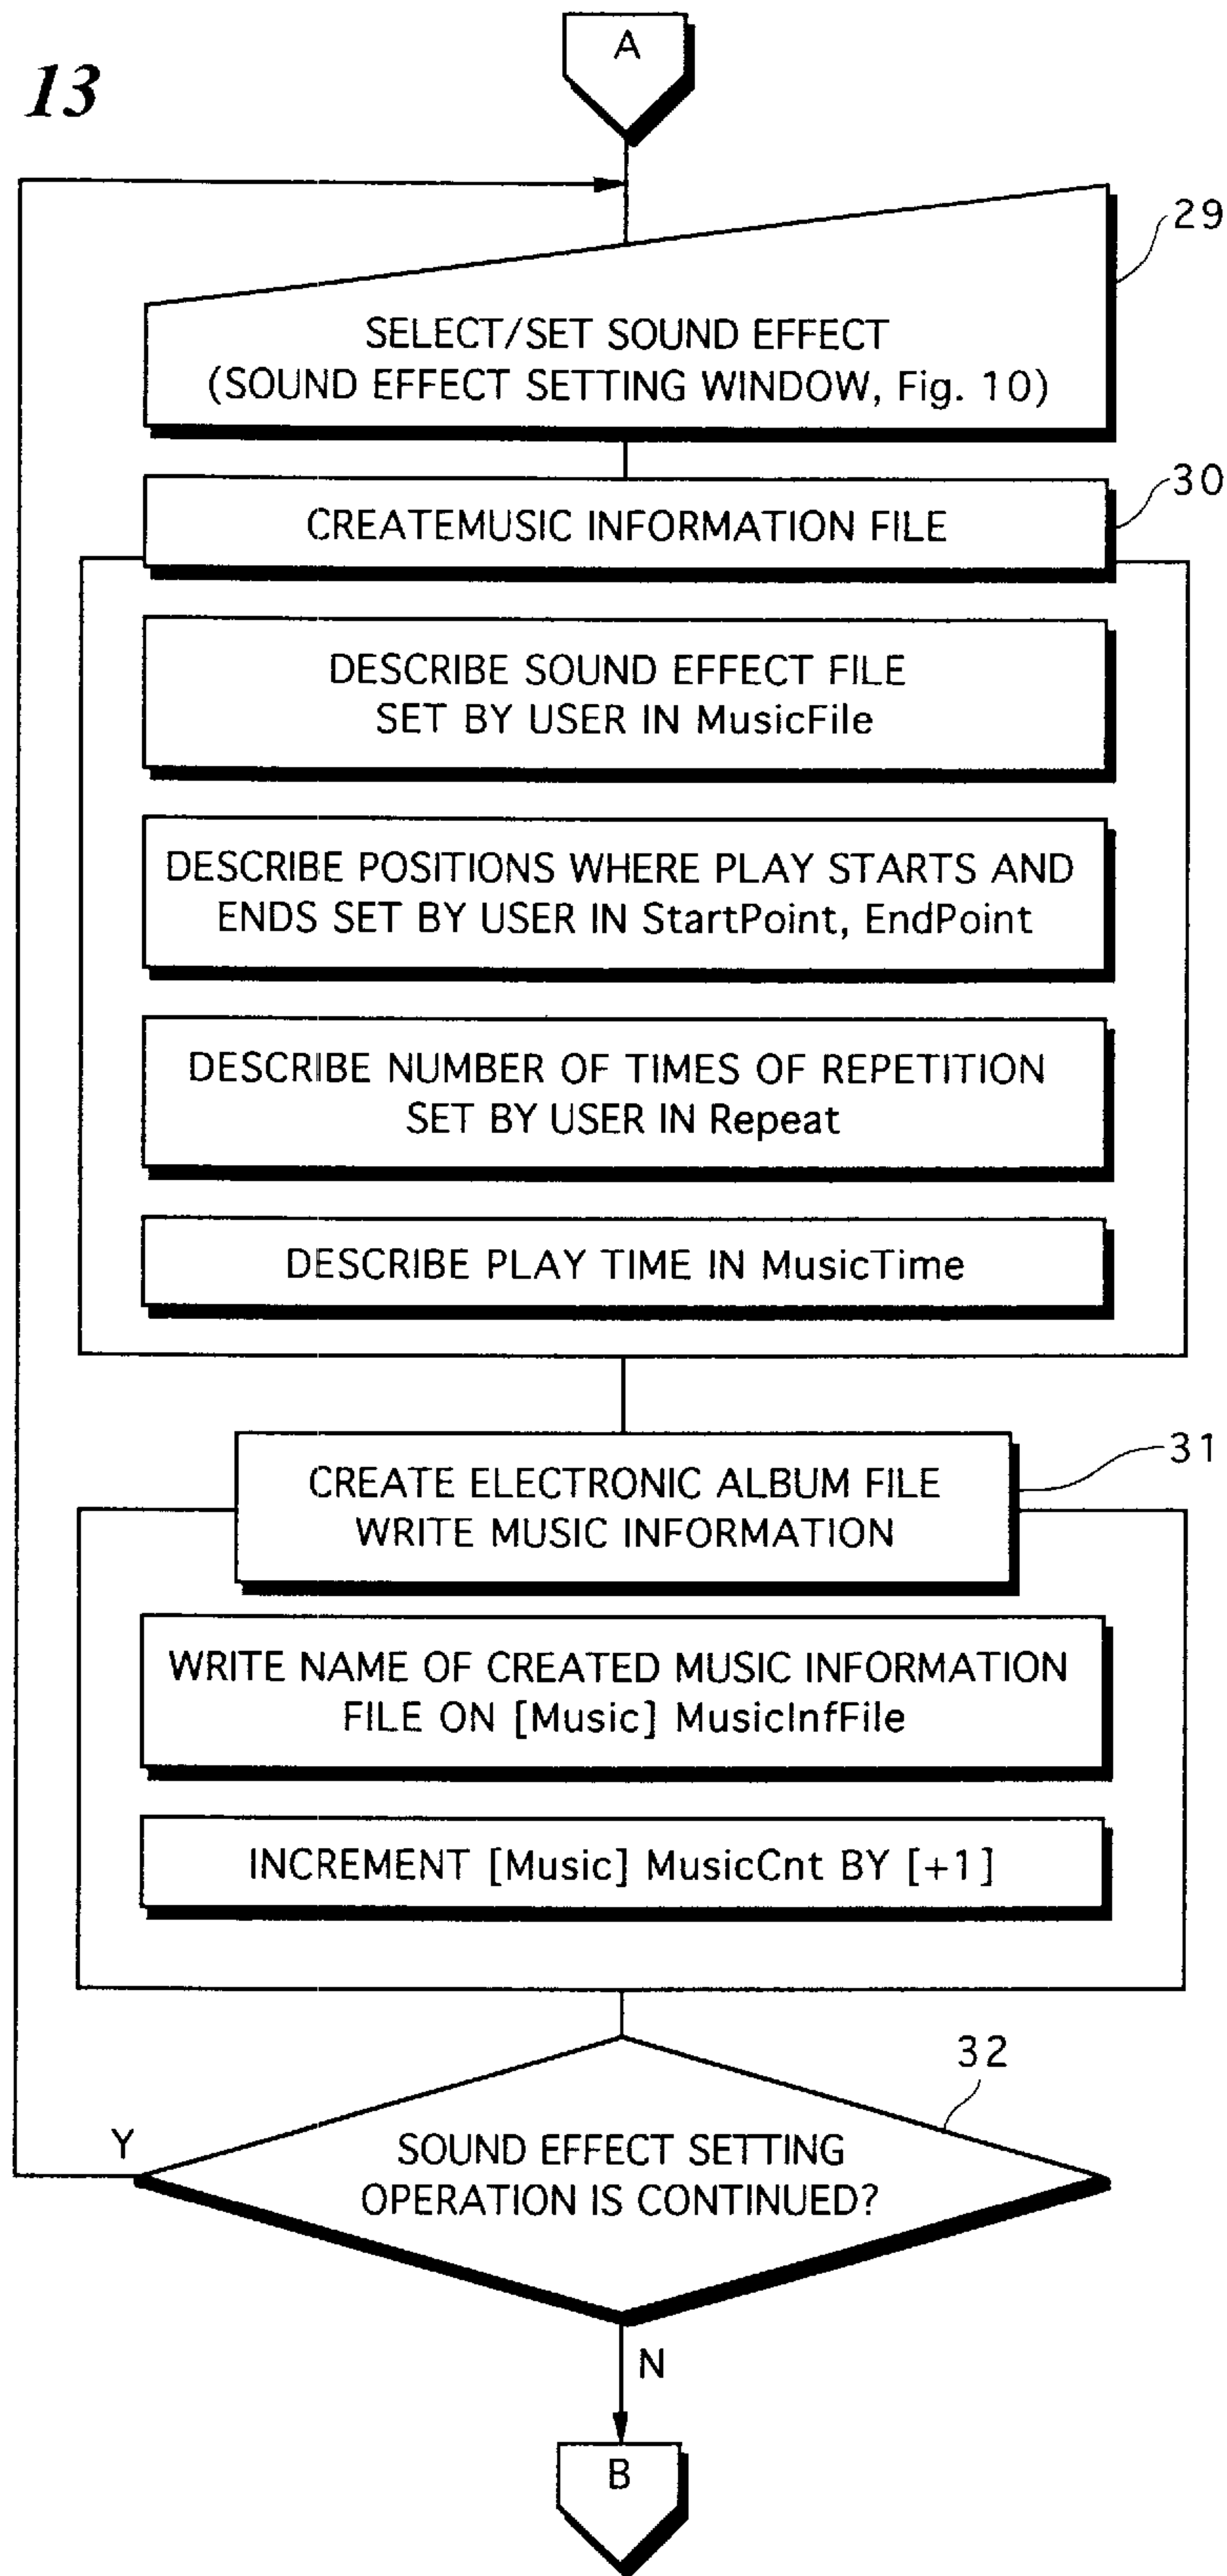 A
13
29
SELECT/SET SOUND EFFECT
(SOUND EFFECT SETTING WINDOW, Fig. 10)
30
CREATEMUSIC INFORMATION FILE
DESCRIBE SOUND EFFECT FILE
SET BY USER IN MusicFile
DESCRIBE POSITIONS WHERE PLAY STARTS AND
ENDS SET BY USER IN StartPoint, EndPoint
DESCRIBE NUMBER OF TIMES OF REPETITION
SET BY USER IN Repeat
DESCRIBE PLAY TIME IN MusicTime
31
CREATE ELECTRONIC ALBUM FILE
WRITE MUSIC INFORMATION
WRITE NAME OF CREATED MUSIC INFORMATION
FILE ON [Music] MusicInfFile
INCREMENT [Music] MusicCnt BY [+1]
32
Y
SOUND EFFECT SETTING
OPERATION IS CONTINUED?
N
B